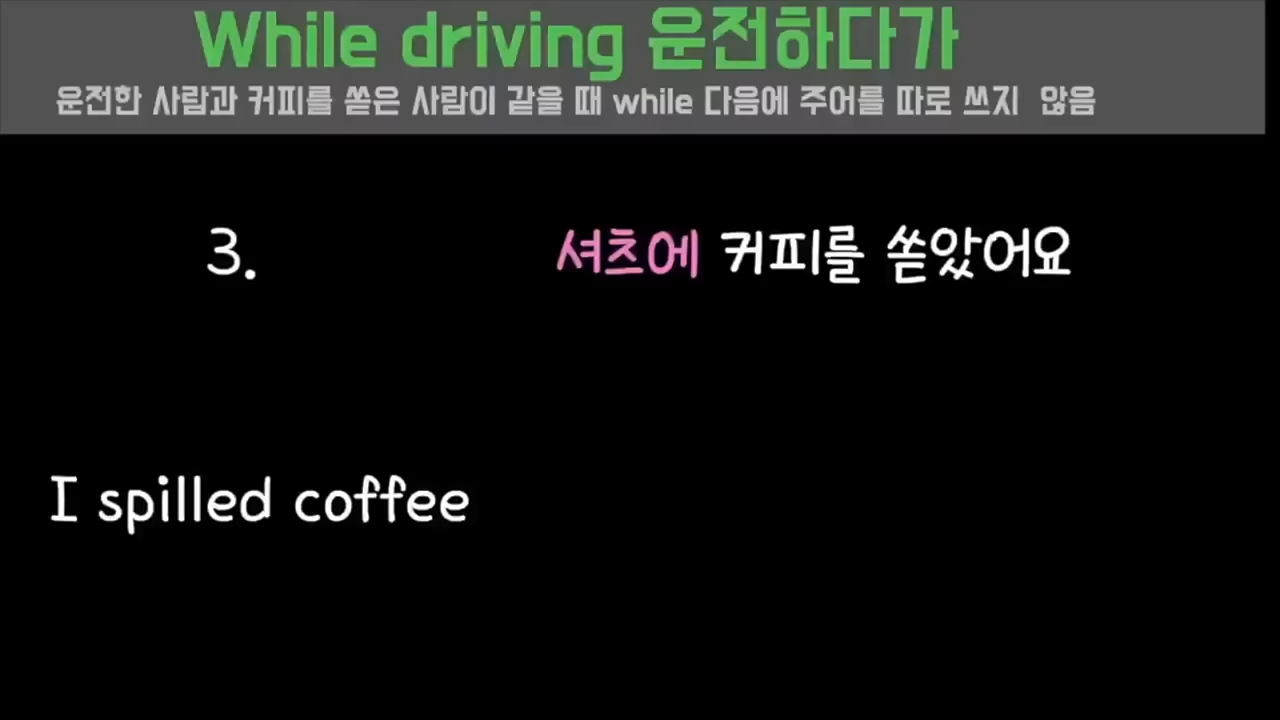 While driving 운전하다가
운전한 사람과 커피를 쏟은 사람이 같을 때 while 다음에 주어를 따로 쓰지 않음
3. 셔츠에 커피를 쏟았어요
I spilled coffee